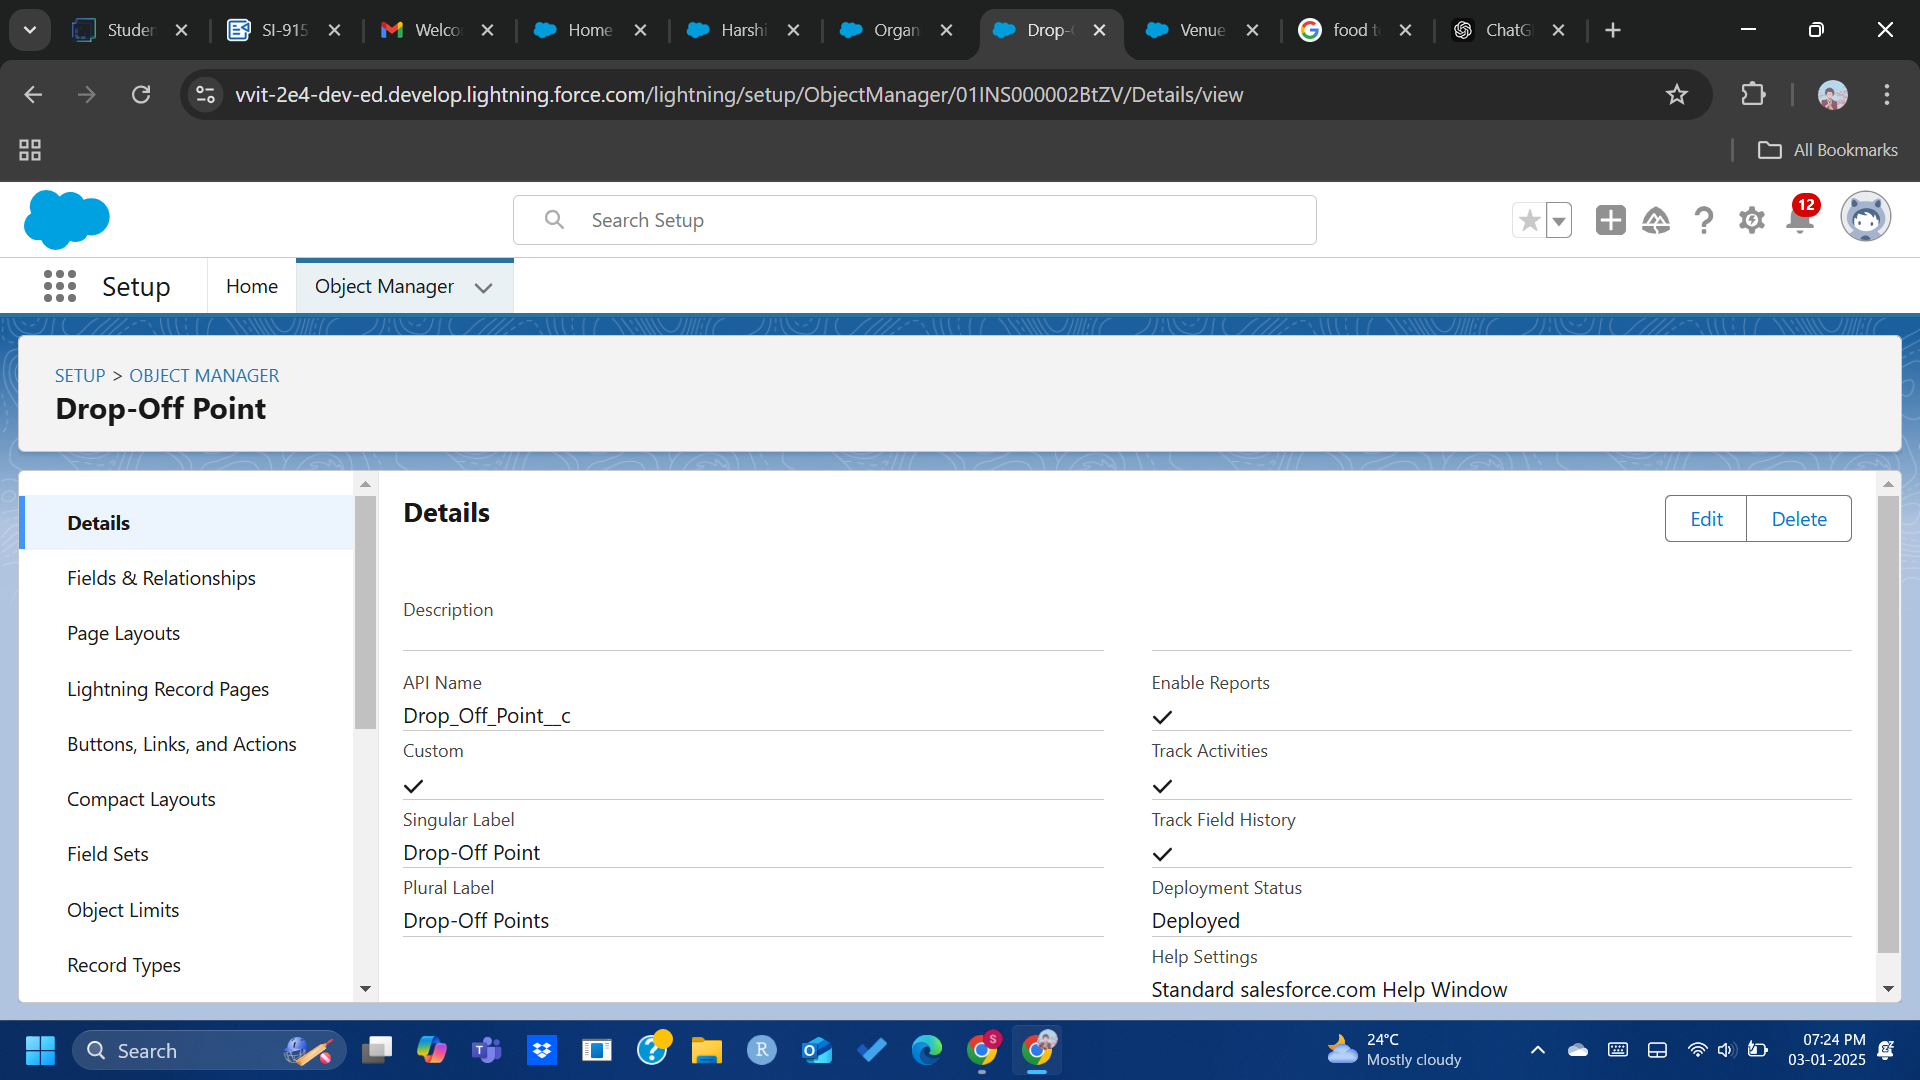 Studen
SI-915
Welco
Home
Harshi
Organ
Drop-
Venue
food t
ChatG
vvit-2e4-dev-ed.develop.lightning.force.com/lightning/setup/ObjectManager/01INS000002BtZV/Details/view
All Bookmarks
Search Setup
12
Setup
Home
Object Manager
SETUP > OBJECT MANAGER
Drop-Off Point
Details
Fields & Relationships
Page Layouts
Lightning Record Pages
Buttons, Links, and Actions
Compact Layouts
Field Sets
Object Limits
Record Types
Details
Edit
Delete
Description
API Name
Drop_Off_Point__c
Custom
Singular Label
Drop-Off Point
Plural Label
Drop-Off Points
Enable Reports
Track Activities
Track Field History
Deployment Status
Deployed
Help Settings
Standard salesforce.com Help Window
Search
24°C
Mostly cloudy
07:24 PM
03-01-2025